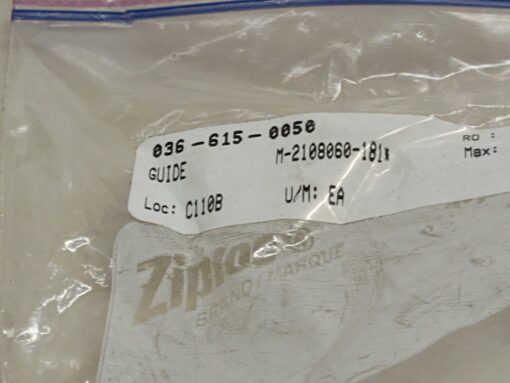 036-615-0050
GUIDE M-2108060-181* RO :
Loc: C110B U/M: EA Max:
Ziploc®
BRAND/MARQUE